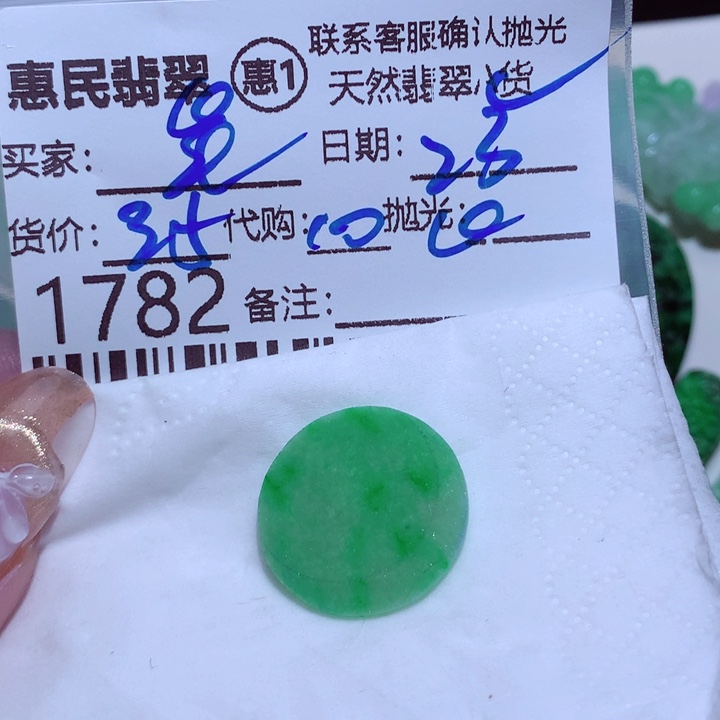 惠民翡翠 惠1 联系客服确认抛光
天然翡翠A货
买家： 日期：
货价： 代购：10 抛光：
1782 备注：